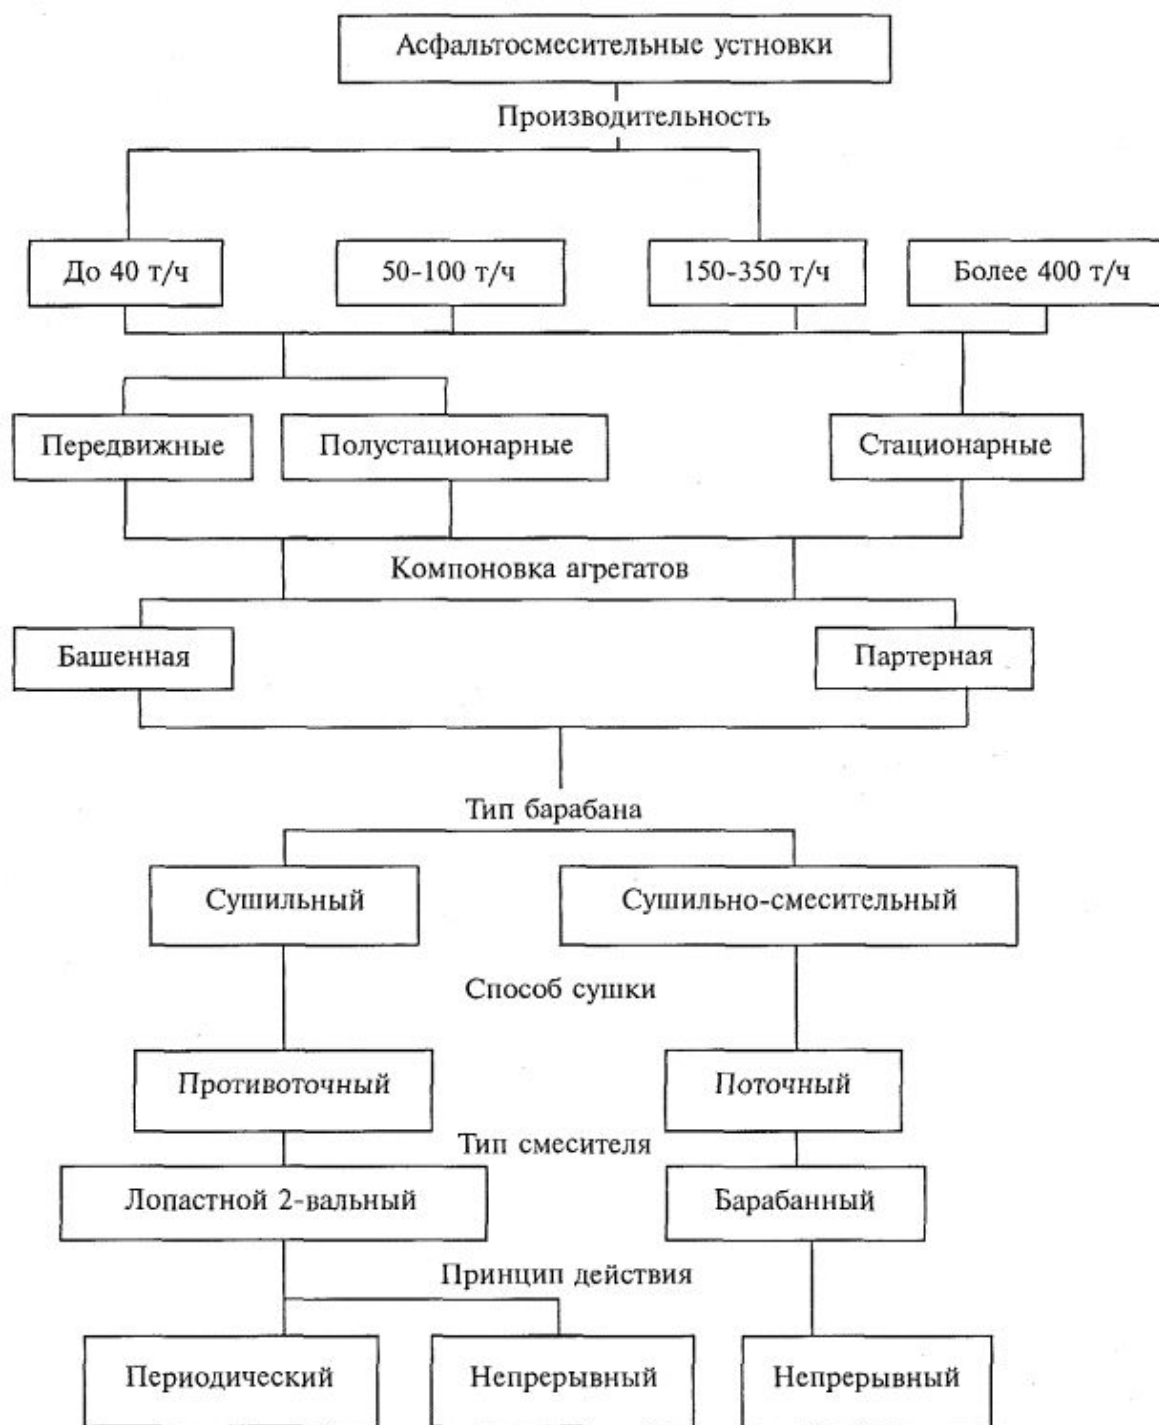 Асфальтосмесительные устновки
Производительность
До 40 т/ч
50-100 т/ч
150-350 т/ч
Более 400 т/ч
Передвижные
Полустационарные
Стационарные
Компоновка агрегатов
Башенная
Партерная
Тип барабана
Сушильный
Сушильно-смесительный
Способ сушки
Противоточный
Поточный
Тип смесителя
Лопастной 2-вальный
Барабанный
Принцип действия
Периодический
Непрерывный
Непрерывный